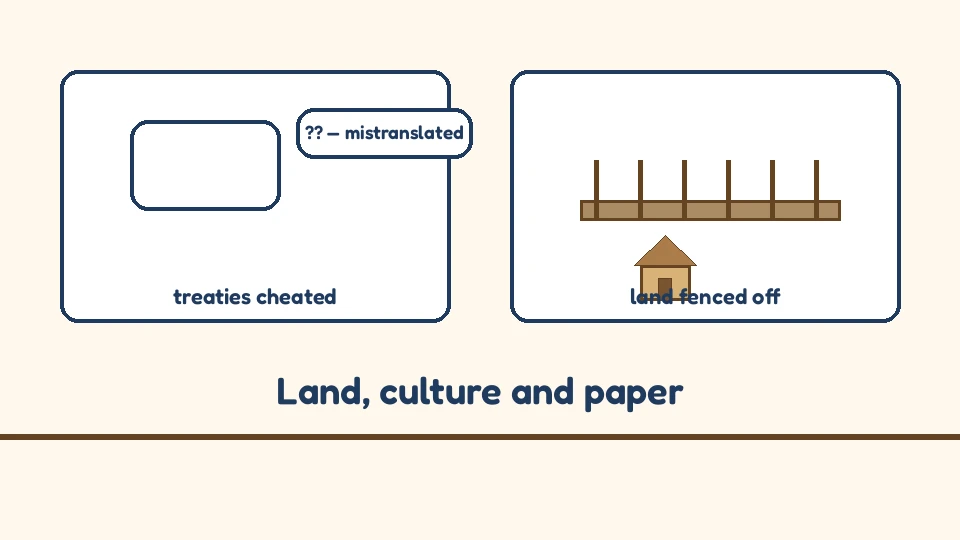 ?? — mistranslated
treaties cheated
land fenced off
Land, culture and paper